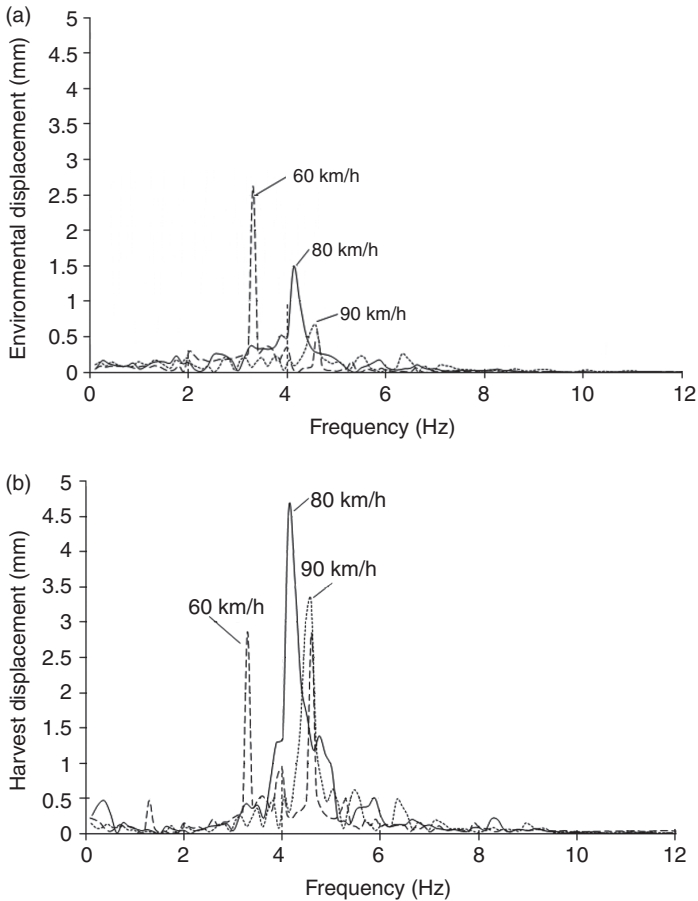 (a)
Environmental displacement (mm)
5
4.5
4
3.5
3
2.5
2
1.5
1
0.5
0
60 km/h
80 km/h
90 km/h
0 2 4 6 8 10 12
Frequency (Hz)
(b)
Harvest displacement (mm)
5
4.5
4
3.5
3
2.5
2
1.5
1
0.5
0
80 km/h
90 km/h
60 km/h
0 2 4 6 8 10 12
Frequency (Hz)